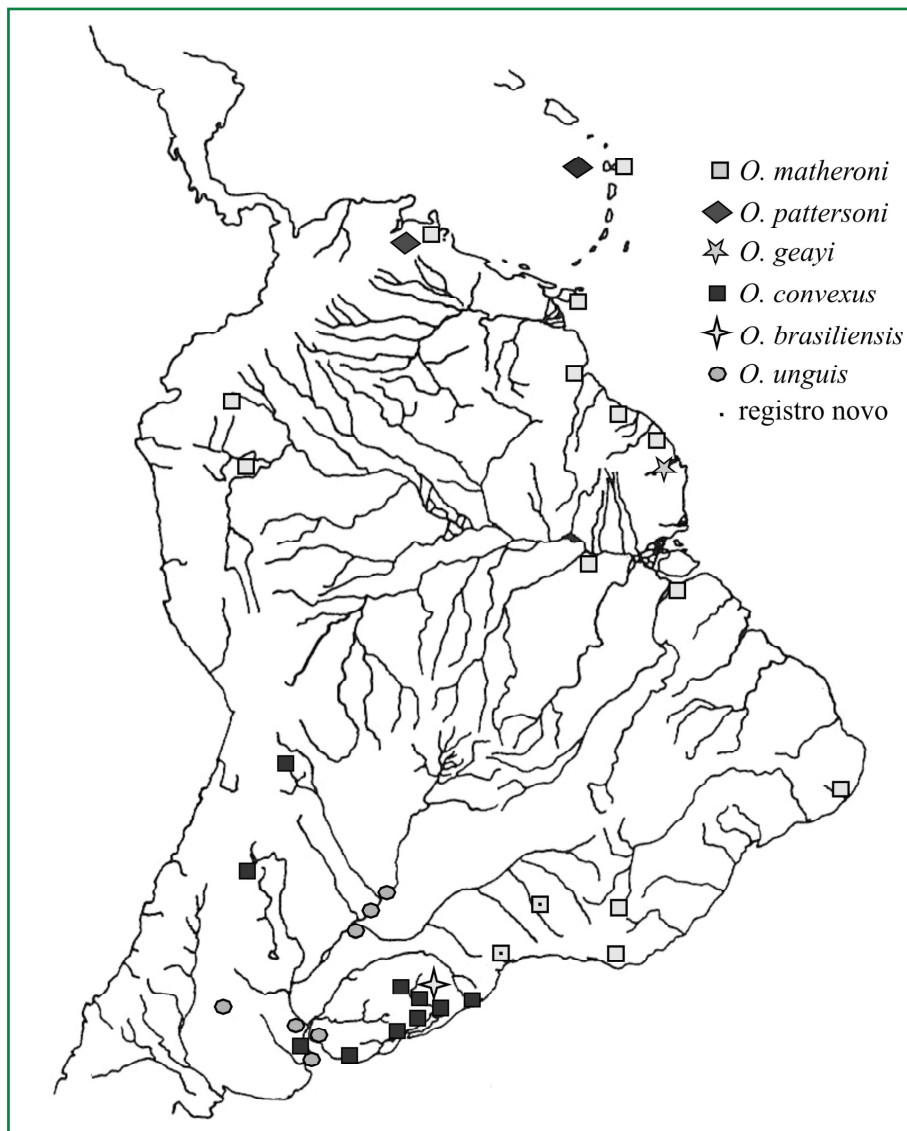 O. matheroni
O. pattersoni
O. geayi
O. convexus
O. brasiliensis
O. unguis
registro novo
?